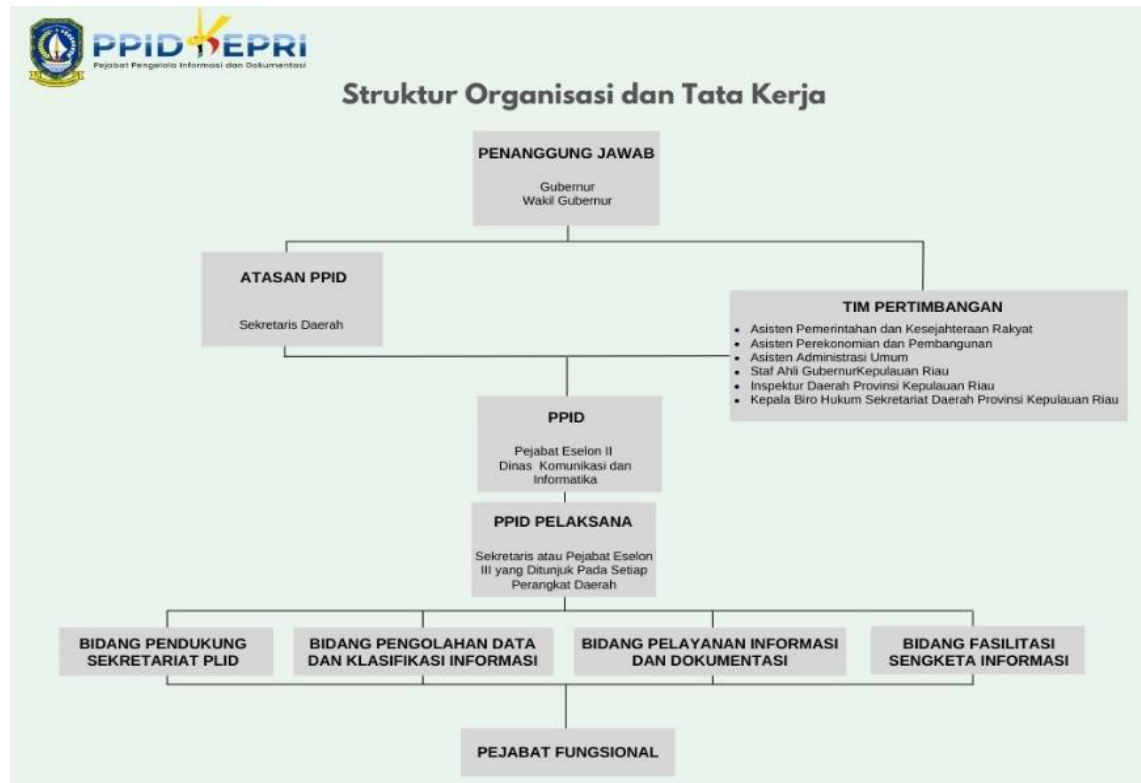 PPID KEPRI
Pejabat Pengelola Informasi dan Dokumentasi
Struktur Organisasi dan Tata Kerja
PENANGGUNG JAWAB
Gubernur
Wakil Gubernur
ATASAN PPID
Sekretaris Daerah
TIM PERTIMBANGAN
• Asisten Pemerintahan dan Kesejahteraan Rakyat
• Asisten Perekonomian dan Pembangunan
• Asisten Administrasi Umum
• Staf Ahli GubernurKepulauan Riau
• Inspektur Daerah Provinsi Kepulauan Riau
• Kepala Biro Hukum Sekretariat Daerah Provinsi Kepulauan Riau
PPID
Pejabat Eselon II
Dinas Komunikasi dan
Informatika
PPID PELAKSANA
Sekretaris atau Pejabat Eselon
III yang Ditunjuk Pada Setiap
Perangkat Daerah
BIDANG PENDUKUNG
SEKRETARIAT PLID
BIDANG PENGOLAHAN DATA
DAN KLASIFIKASI INFORMASI
BIDANG PELAYANAN INFORMASI
DAN DOKUMENTASI
BIDANG FASILITASI
SENGKETA INFORMASI
PEJABAT FUNGSIONAL